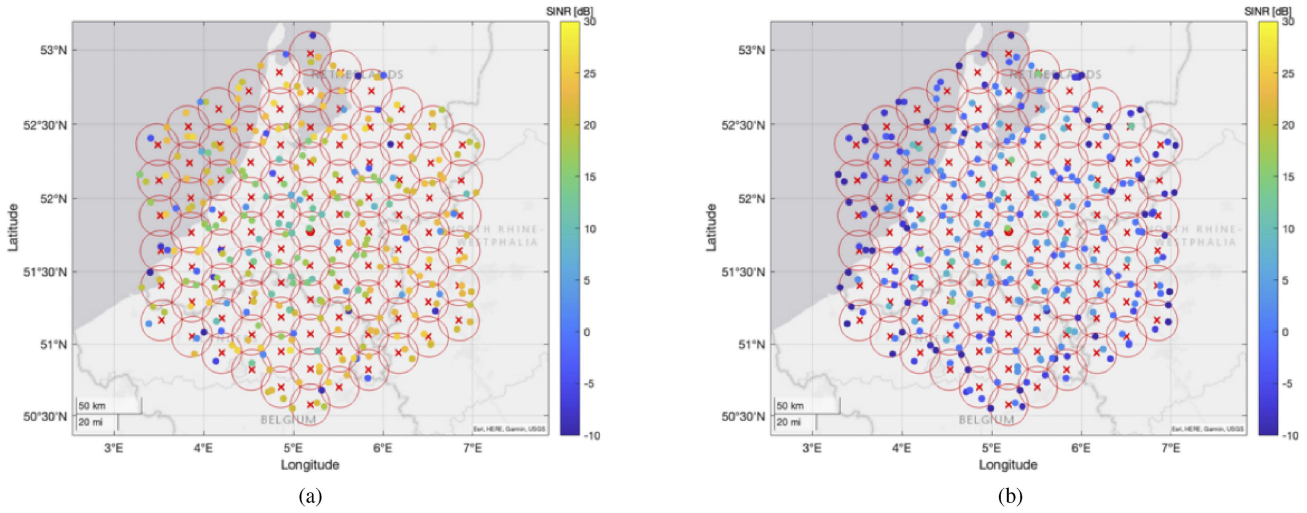 SINR [dB]
30
53°N
NETHERLANDS
25
52°30'N
20
15
52°N
Latitude
NORTH RHINE-
WESTPHALIA
10
51°30'N
5
0
51°N
-5
50 km
20 mi
50°30'N
BELGIUM
Esri, HERE, Garmin, USGS
-10
3°E
4°E
5°E
6°E
7°E
Longitude
(a)
SINR [dB]
30
53°N
NETHERLANDS
25
52°30'N
20
15
52°N
Latitude
NORTH RHINE-
WESTPHALIA
10
51°30'N
5
0
51°N
-5
50 km
20 mi
50°30'N
BELGIUM
Esri, HERE, Garmin, USGS
-10
3°E
4°E
5°E
6°E
7°E
Longitude
(b)